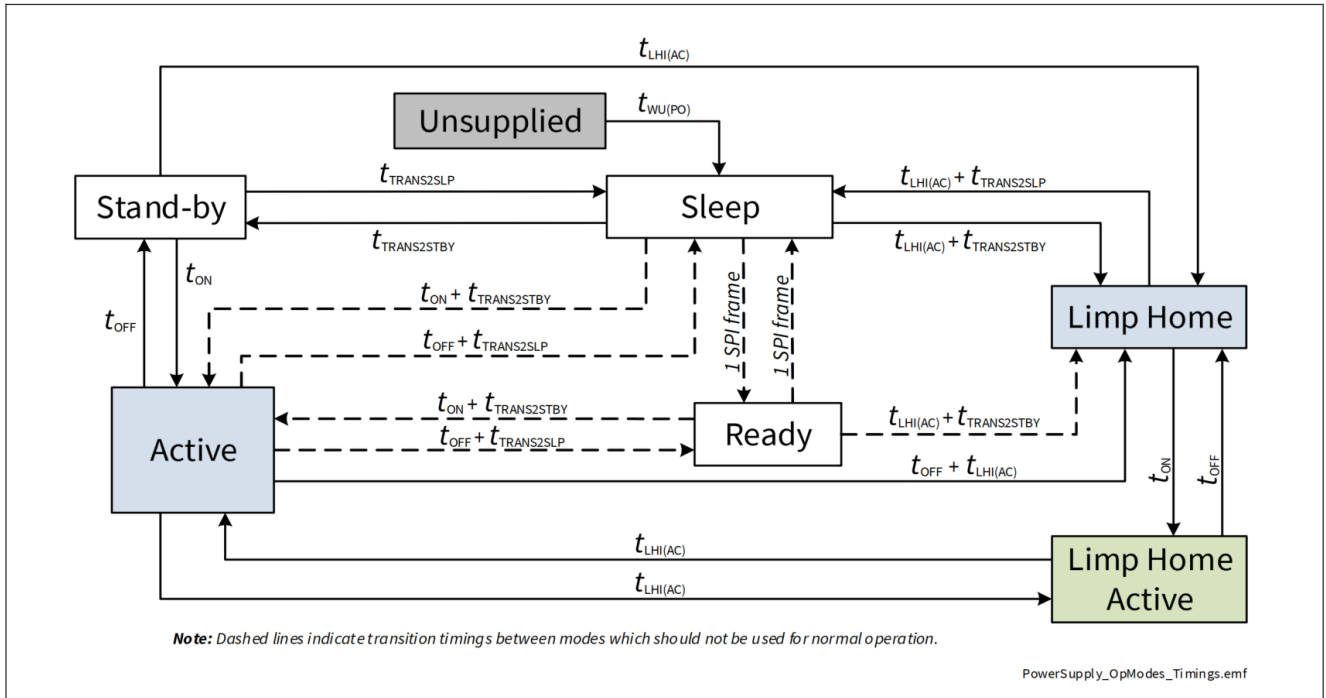 tLHI(AC)
Unsupplied
tWU(PO)
Stand-by
tTRANS2SLP
Sleep
tLHI(AC) + tTRANS2SLP
tTRANS2STBY
tLHI(AC) + tTRANS2STBY
tON
tOFF
tON + tTRANS2STBY
tOFF + tTRANS2SLP
1 SPI frame
1 SPI frame
Limp Home
Active
tON + tTRANS2STBY
tOFF + tTRANS2SLP
Ready
tLHI(AC) + tTRANS2STBY
tOFF + tLHI(AC)
tON
tOFF
tLHI(AC)
tLHI(AC)
Limp Home
Active
Note: Dashed lines indicate transition timings between modes which should not be used for normal operation.
PowerSupply_OpModes_Timings.emf